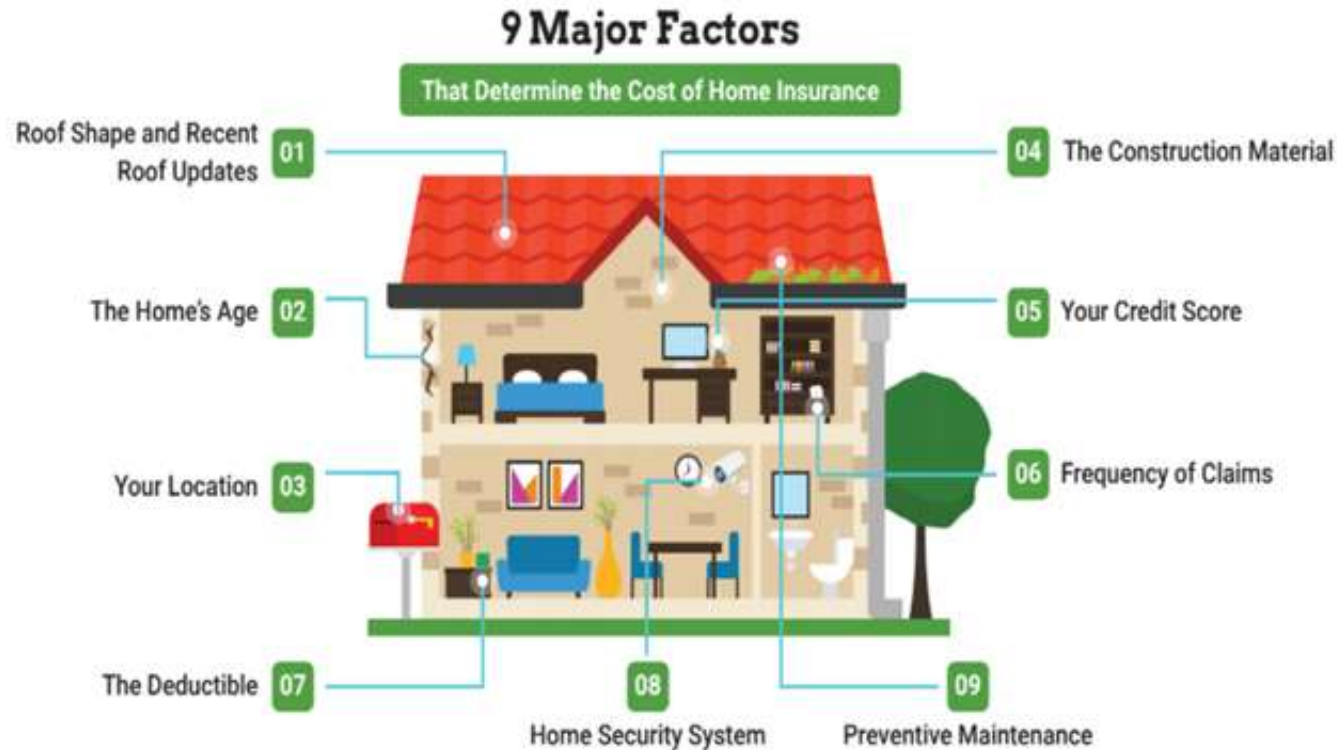 9 Major Factors
That Determine the Cost of Home Insurance
Roof Shape and Recent
Roof Updates
01
The Home's Age
02
Your Location
03
04
The Construction Material
05
Your Credit Score
06
Frequency of Claims
The Deductible
07
08
Home Security System
09
Preventive Maintenance